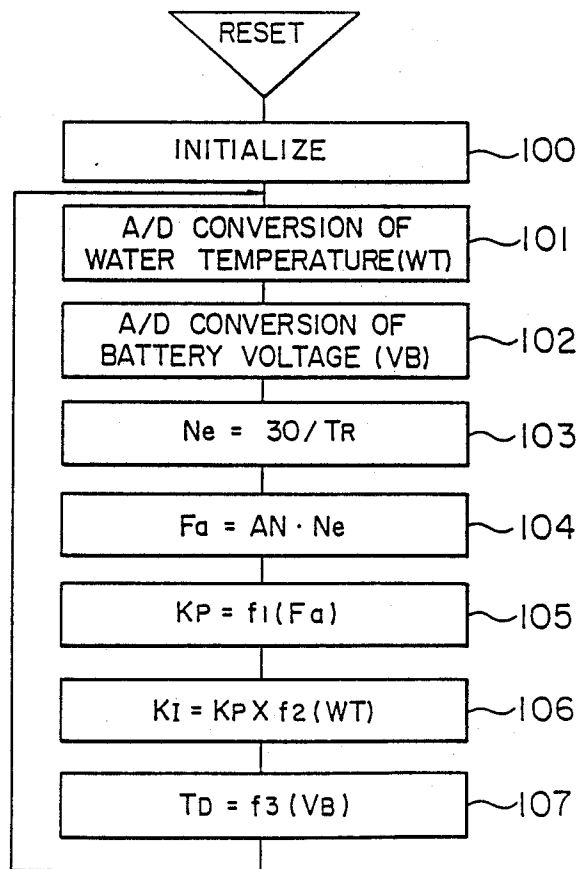 RESET
INITIALIZE
100
A/D CONVERSION OF
WATER TEMPERATURE(WT)
101
A/D CONVERSION OF
BATTERY VOLTAGE (VB)
102
Ne = 30/TR
103
Fa = AN · Ne
104
KP = f1(Fa)
105
KI = KP X f2(WT)
106
TD = f3(VB)
107